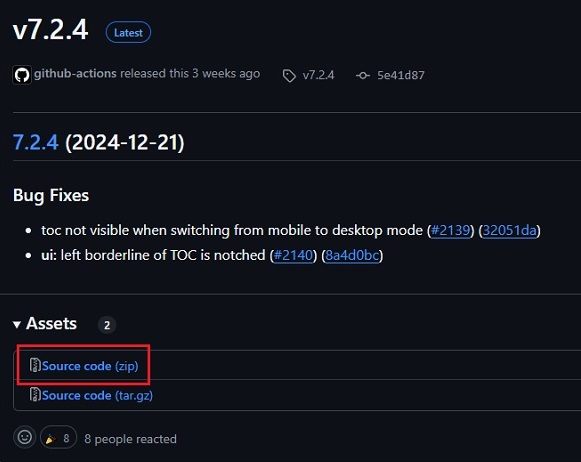 v7.2.4 Latest
github-actions released this 3 weeks ago v7.2.4 5e41d87
7.2.4 (2024-12-21)
Bug Fixes
toc not visible when switching from mobile to desktop mode (#2139) (32051da)
ui: left borderline of TOC is notched (#2140) (8a4d0bc)
Assets 2
Source code (zip)
Source code (tar.gz)
8 8 people reacted